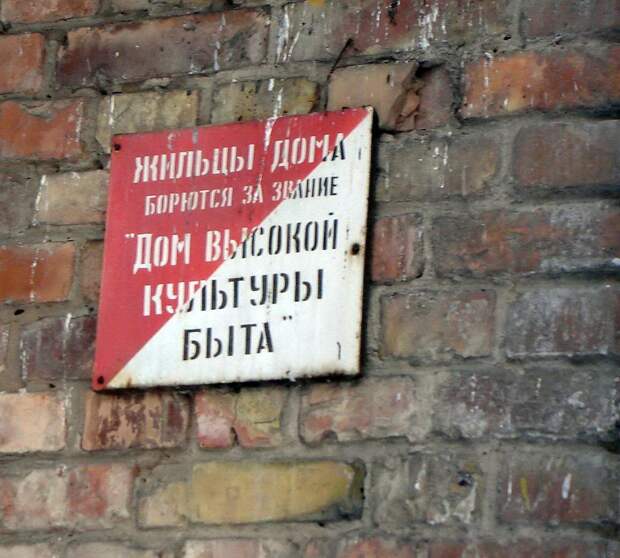 ЖИЛЬЦЫ ДОМА
БОРЮТСЯ ЗА ЗВАНИЕ
"ДОМ ВЫСОКОЙ
КУЛЬТУРЫ
БЫТА"